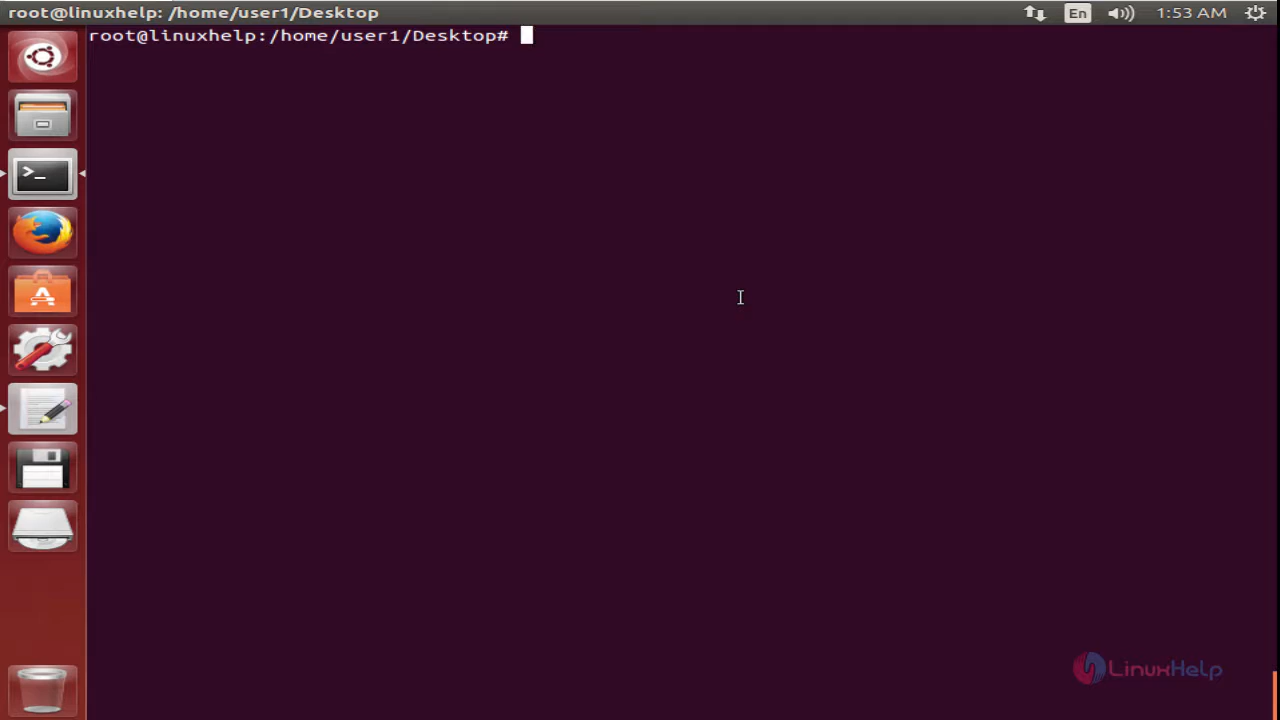 root@linuxhelp: /home/user1/Desktop
En
1:53 AM
root@linuxhelp:/home/user1/Desktop#
>_
A
LinuxHelp